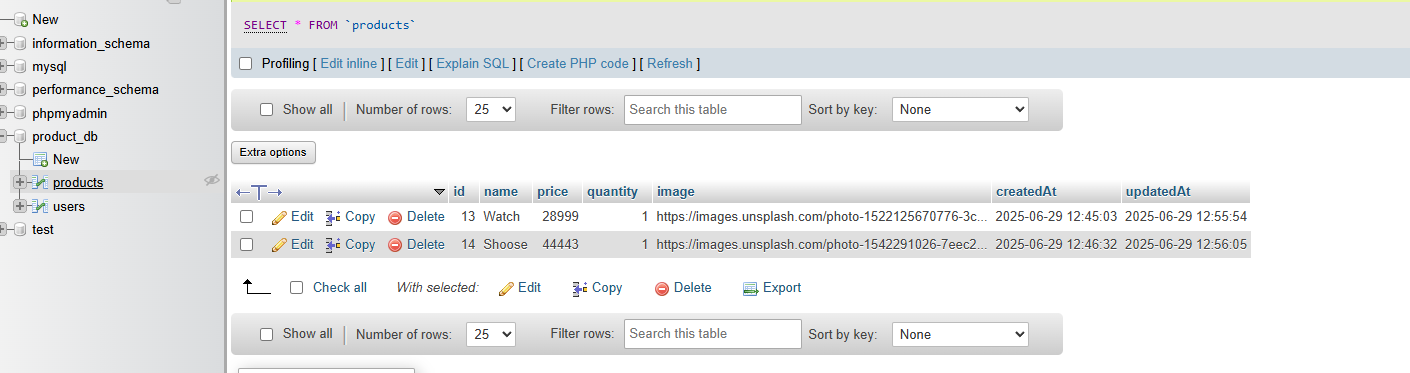 New
information_schema
mysql
performance_schema
phpmyadmin
product_db
New
products
users
test
SELECT * FROM `products`
Profiling [ Edit inline ] [ Edit ] [ Explain SQL ] [ Create PHP code ] [ Refresh ]
Show all Number of rows: 25 Filter rows: Search this table Sort by key: None
Extra options
id name price quantity image createdAt updatedAt
Edit Copy Delete 13 Watch 28999 1 https://images.unsplash.com/photo-1522125670776-3c... 2025-06-29 12:45:03 2025-06-29 12:55:54
Edit Copy Delete 14 Shoose 44443 1 https://images.unsplash.com/photo-1542291026-7eec2... 2025-06-29 12:46:32 2025-06-29 12:56:05
Check all With selected: Edit Copy Delete Export
Show all Number of rows: 25 Filter rows: Search this table Sort by key: None